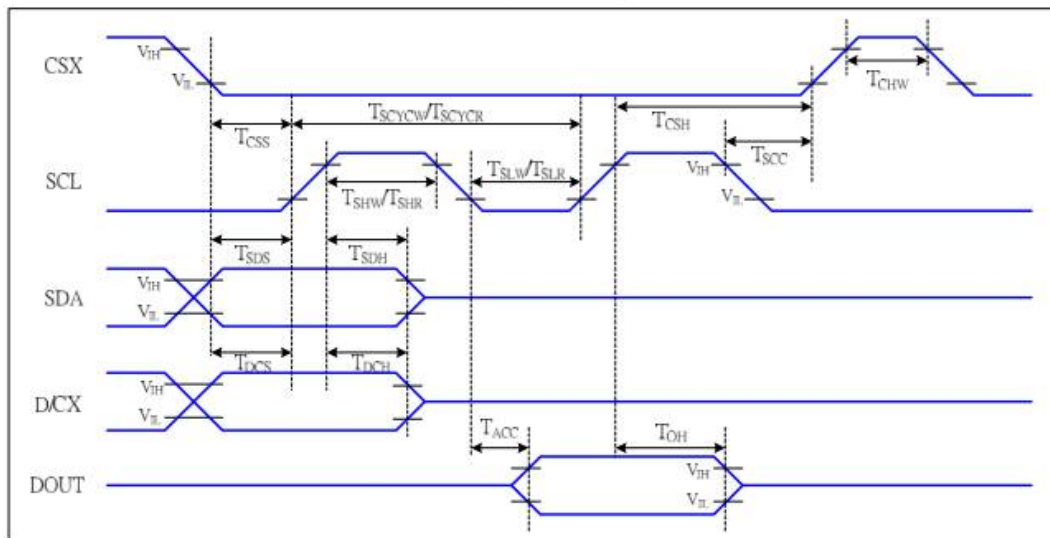 CSX
VIH
VIL
TCHW
TCSS
TSCYCW/TSCYCR
TCSH
TSCC
SCL
TSHW/TSHR
TSLW/TSLR
VIH
VIL
TSDS
TSDH
SDA
VIH
VIL
TDCS
TDCH
D/CX
VIH
VIL
TACC
TOH
DOUT
VIH
VIL